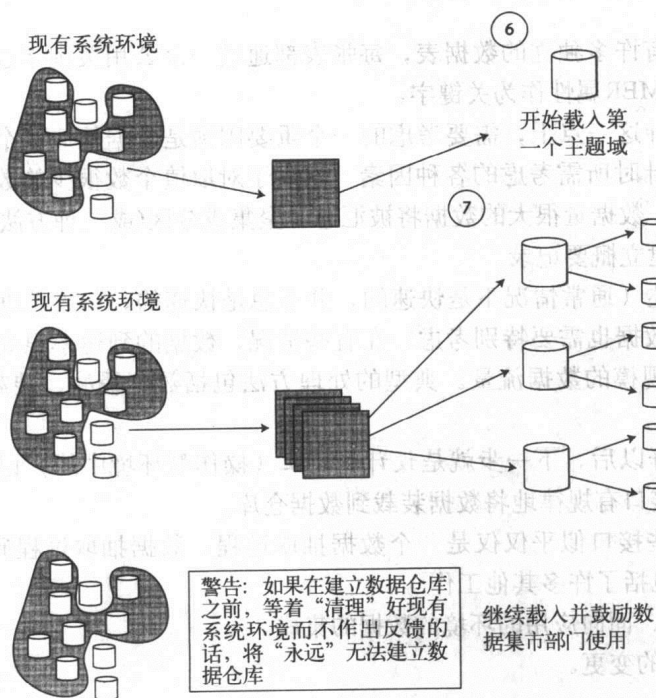 现有系统环境
6
开始载入第
一个主题域
7
现有系统环境
警告：如果在建立数据仓库
之前，等着“清理”好现有
系统环境而不作出反馈的
话，将“永远”无法建立数
据仓库
继续载入并鼓励数
据集市部门使用